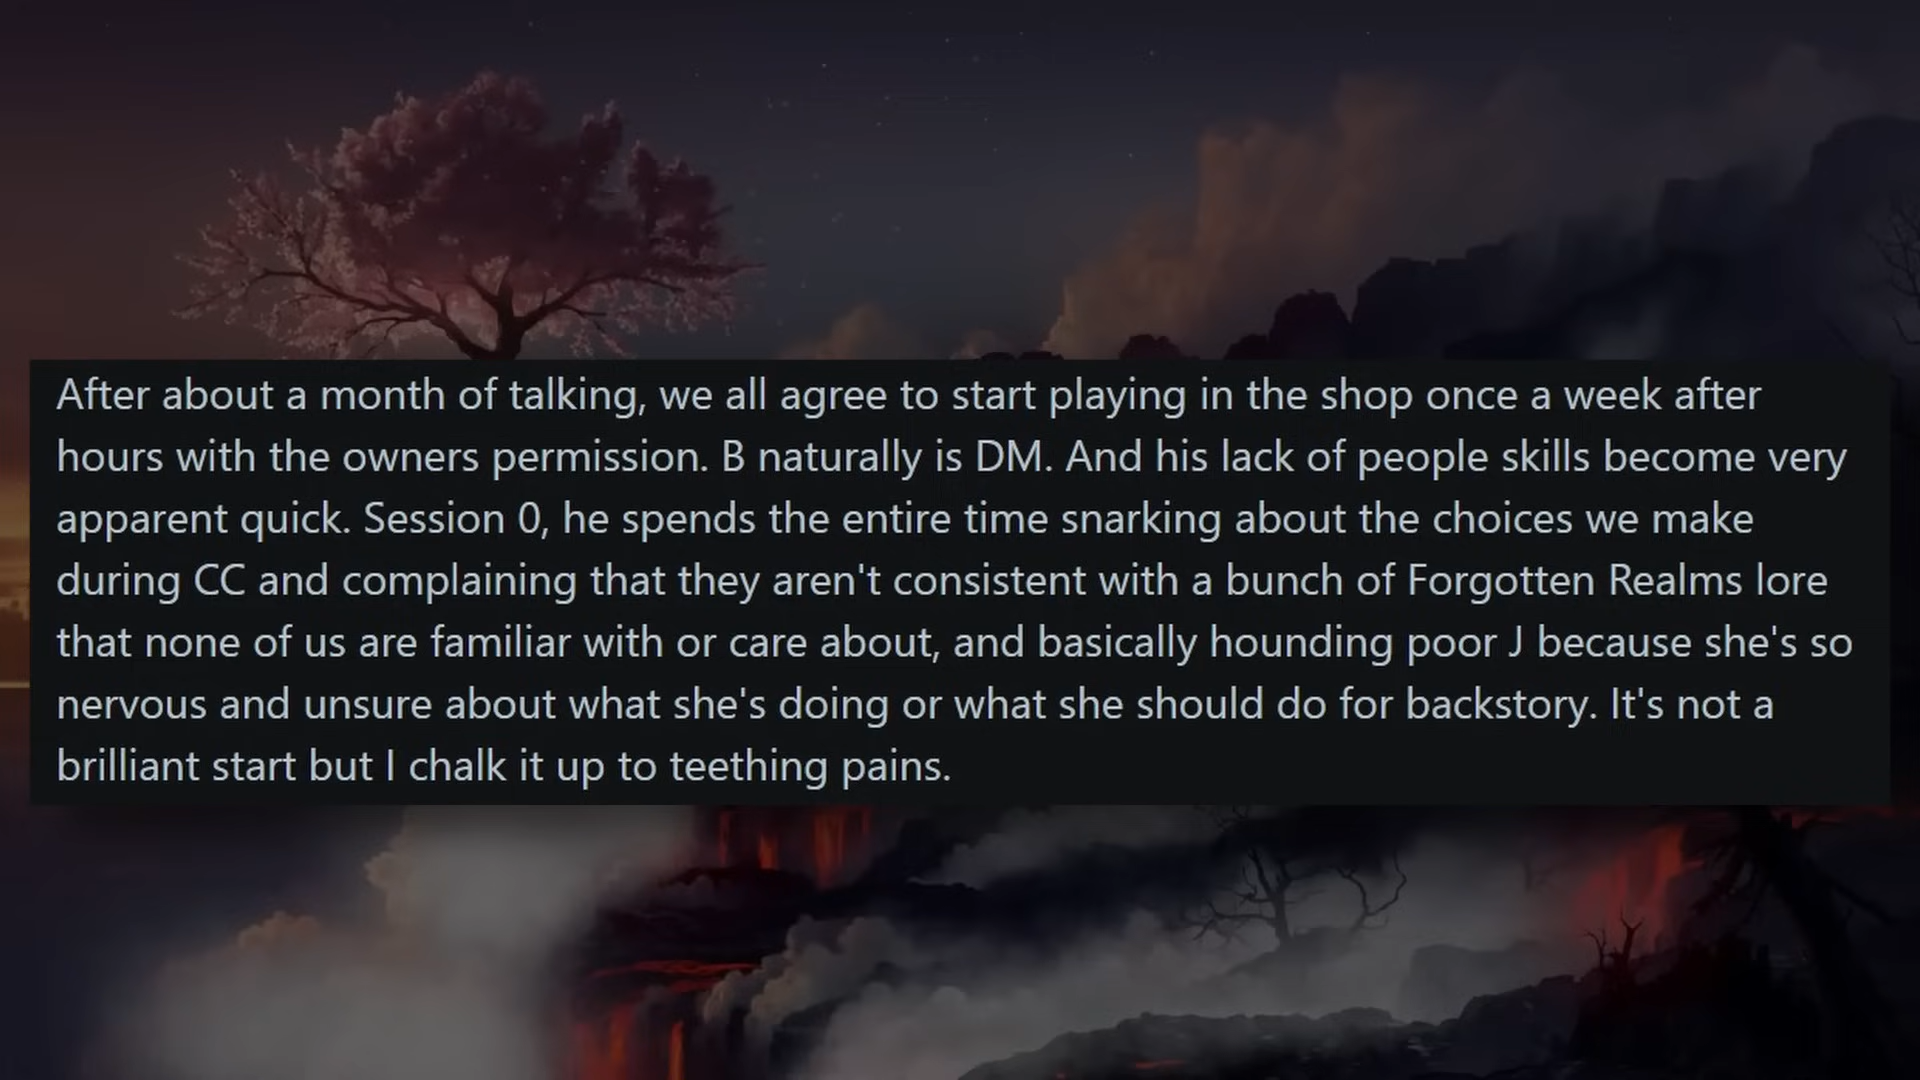 After about a month of talking, we all agree to start playing in the shop once a week after
hours with the owners permission. B naturally is DM. And his lack of people skills become very
apparent quick. Session 0, he spends the entire time snarking about the choices we make
during CC and complaining that they aren't consistent with a bunch of Forgotten Realms lore
that none of us are familiar with or care about, and basically hounding poor J because she's so
nervous and unsure about what she's doing or what she should do for backstory. It's not a
brilliant start but I chalk it up to teething pains.